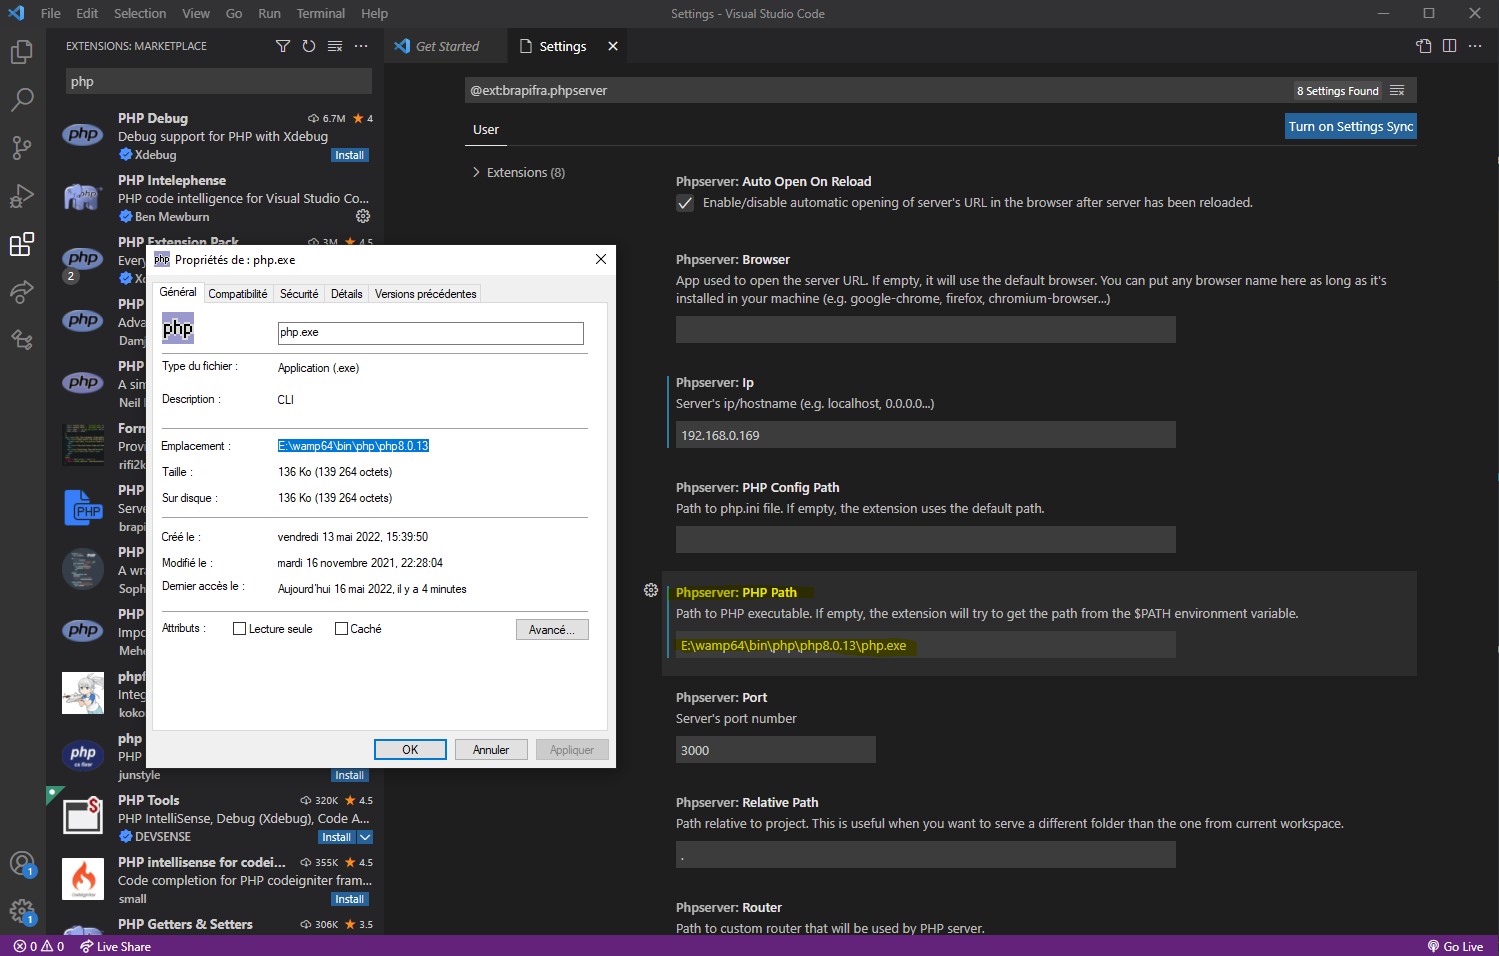 File Edit Selection View Go Run Terminal Help
Settings - Visual Studio Code
EXTENSIONS: MARKETPLACE
php
PHP Debug 6.7M 4
Debug support for PHP with Xdebug
Xdebug Install
PHP Intelephense
PHP code intelligence for Visual Studio Co...
Ben Mewburn
PHP Extension Pack 3M 4.5
Every
2
PHP
Adva
PHP
A sin
Neil
Form
Provi
rifi2k
PHP
Serve
brapi
PHP
A wra
Soph
PHP
Impo
Mehe
phpf
Integ
koko
php
PHP
junstyle Install
PHP Tools 320K 4.5
PHP IntelliSense, Debug (Xdebug), Code A...
DEVSENSE Install
PHP intellisense for codei... 355K 4.5
Code completion for PHP codeigniter fram...
small Install
PHP Getters & Setters 306K 3.5
Propriétés de : php.exe
Général Compatibilité Sécurité Détails Versions précédentes
php
php.exe
Type du fichier : Application (.exe)
Description : CLI
Emplacement : E:\wamp64\bin\php\php8.0.13
Taille : 136 Ko (139 264 octets)
Sur disque : 136 Ko (139 264 octets)
Créé le : vendredi 13 mai 2022, 15:39:50
Modifié le : mardi 16 novembre 2021, 22:28:04
Dernier accès le : Aujourd'hui 16 mai 2022, il y a 4 minutes
Attributs : Lecture seule Caché Avancé...
OK Annuler Appliquer
Get Started Settings
@ext:brapifra.phpserver 8 Settings Found
User Turn on Settings Sync
Extensions (8)
Phpserver: Auto Open On Reload
Enable/disable automatic opening of server's URL in the browser after server has been reloaded.
Phpserver: Browser
App used to open the server URL. If empty, it will use the default browser. You can put any browser name here as long as it's
installed in your machine (e.g. google-chrome, firefox, chromium-browser...)
Phpserver: Ip
Server's ip/hostname (e.g. localhost, 0.0.0.0...)
192.168.0.169
Phpserver: PHP Config Path
Path to php.ini file. If empty, the extension uses the default path.
Phpserver: PHP Path
Path to PHP executable. If empty, the extension will try to get the path from the $PATH environment variable.
E:\wamp64\bin\php\php8.0.13\php.exe
Phpserver: Port
Server's port number
3000
Phpserver: Relative Path
Path relative to project. This is useful when you want to serve a different folder than the one from current workspace.
.
Phpserver: Router
Path to custom router that will be used by PHP server.
1
1
0 0 Live Share
Go Live